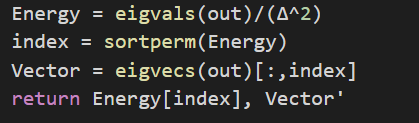 Energy = eigvals(out)/(Δ^2)
index = sortperm(Energy)
Vector = eigvecs(out)[:,index]
return Energy[index], Vector'